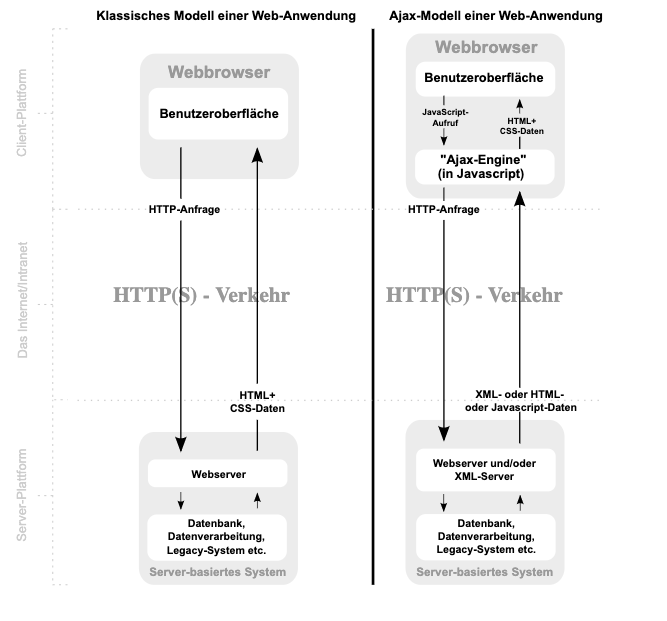 Klassisches Modell einer Web-Anwendung
Ajax-Modell einer Web-Anwendung
Client-Plattform
Das Internet/Intranet
Server-Plattform
Webbrowser
Benutzeroberfläche
HTTP-Anfrage
HTTP(S) - Verkehr
HTML+
CSS-Daten
Webserver
Datenbank,
Datenverarbeitung,
Legacy-System etc.
Server-basiertes System
Webbrowser
Benutzeroberfläche
JavaScript-
Aufruf
HTML+
CSS-Daten
"Ajax-Engine"
(in Javascript)
HTTP-Anfrage
HTTP(S) - Verkehr
XML- oder HTML-
oder Javascript-Daten
Webserver und/oder
XML-Server
Datenbank,
Datenverarbeitung,
Legacy-System etc.
Server-basiertes System